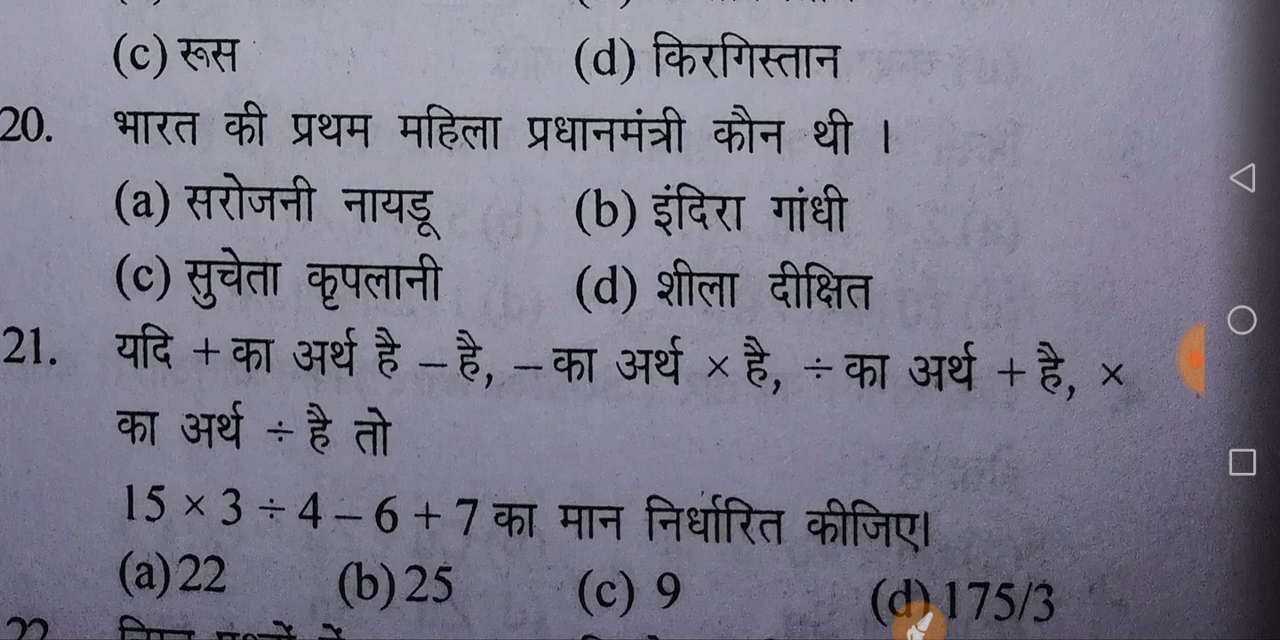 (c) रूस (d) किरगिस्तान
20. भारत की प्रथम महिला प्रधानमंत्री कौन थी ।
(a) सरोजनी नायडू (b) इंदिरा गांधी
(c) सुचेता कृपलानी (d) शीला दीक्षित
21. यदि + का अर्थ है – है, – का अर्थ × है, ÷ का अर्थ + है, ×
का अर्थ ÷ है तो
15 × 3 ÷ 4 – 6 + 7 का मान निर्धारित कीजिए।
(a) 22 (b) 25 (c) 9 (d) 175/3